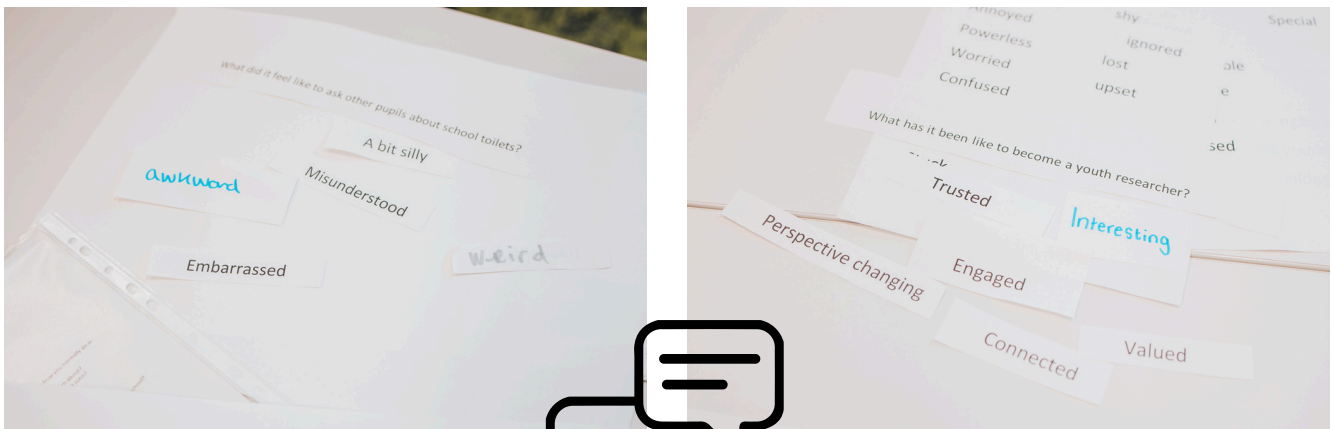 What did it feel like to ask other pupils about school toilets?
A bit silly
awkword
Misunderstood
Embarrassed
weird
Annoyed shy Special
Powerless ignored
Worried lost
Confused upset
What has it been like to become a youth researcher?
Trusted
Interesting
Perspective changing
Engaged
Connected
Valued